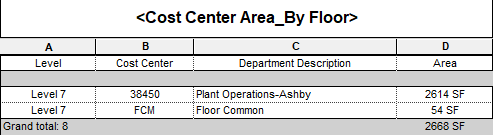 <Cost Center Area_By Floor>
A B C D
Level Cost Center Department Description Area
Level 7 38450 Plant Operations-Ashby 2614 SF
Level 7 FCM Floor Common 54 SF
Grand total: 8 2668 SF